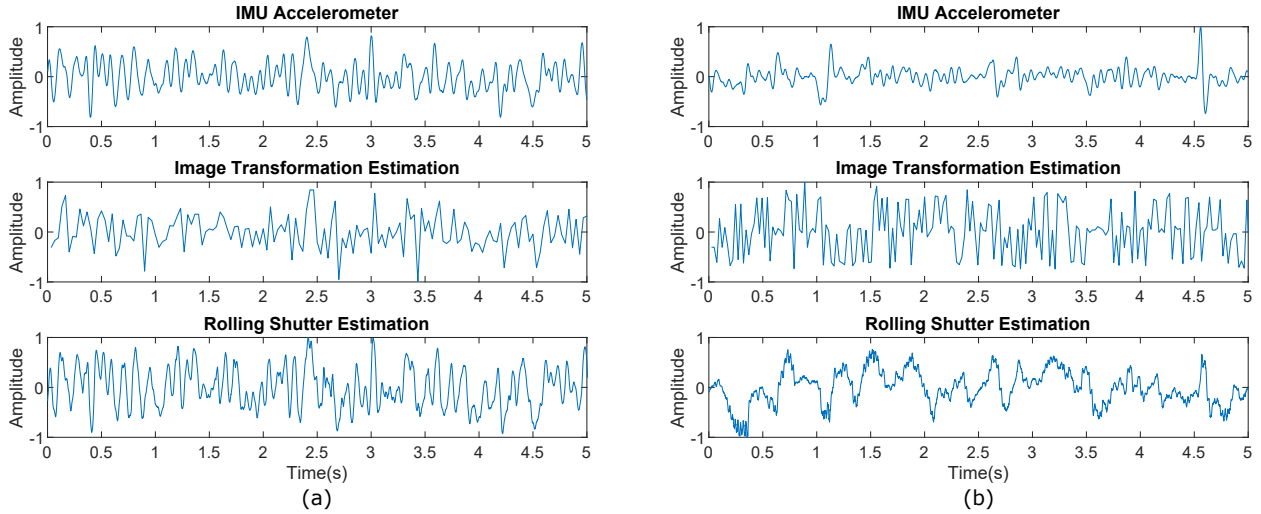 IMU Accelerometer
Amplitude
1
0
-1
0 0.5 1 1.5 2 2.5 3 3.5 4 4.5 5
Image Transformation Estimation
Amplitude
1
0
-1
0 0.5 1 1.5 2 2.5 3 3.5 4 4.5 5
Rolling Shutter Estimation
Amplitude
1
0
-1
0 0.5 1 1.5 2 2.5 3 3.5 4 4.5 5
Time(s)
(a)
IMU Accelerometer
Amplitude
1
0
-1
0 0.5 1 1.5 2 2.5 3 3.5 4 4.5 5
Image Transformation Estimation
Amplitude
1
0
-1
0 0.5 1 1.5 2 2.5 3 3.5 4 4.5 5
Rolling Shutter Estimation
Amplitude
1
0
-1
0 0.5 1 1.5 2 2.5 3 3.5 4 4.5 5
Time(s)
(b)